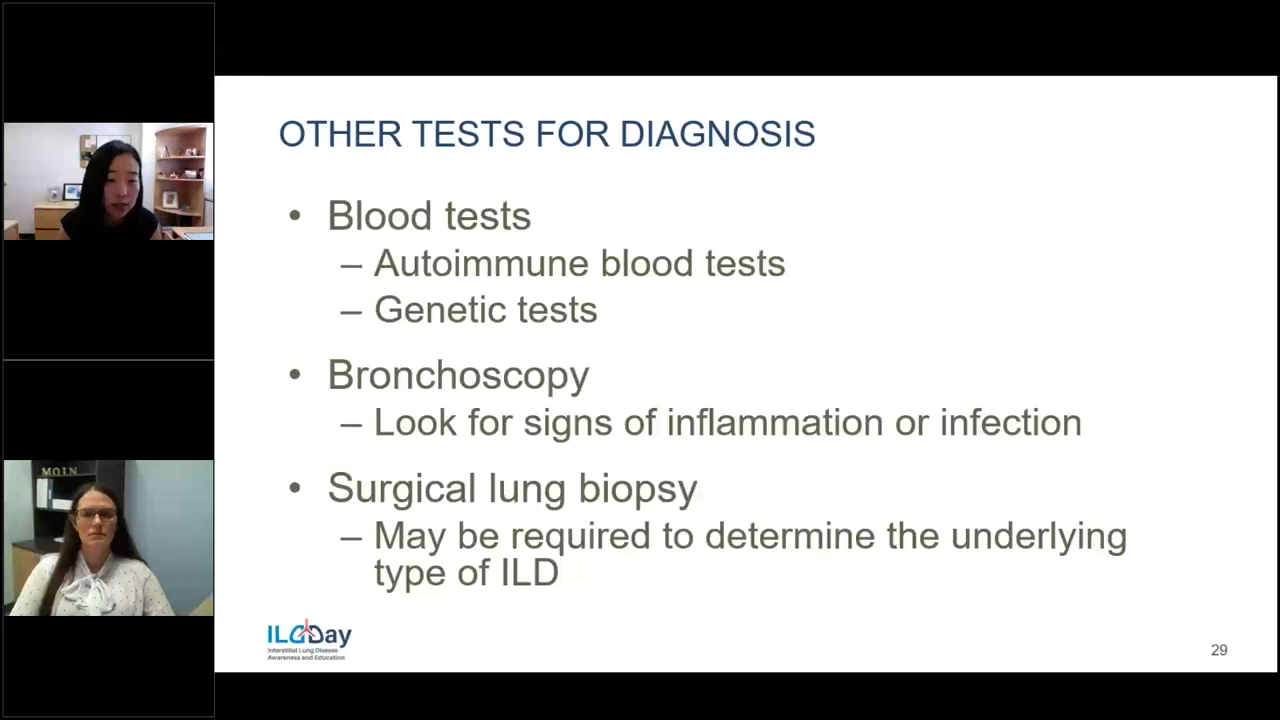 OTHER TESTS FOR DIAGNOSIS
• Blood tests
– Autoimmune blood tests
– Genetic tests
• Bronchoscopy
– Look for signs of inflammation or infection
• Surgical lung biopsy
– May be required to determine the underlying
type of ILD
ILDDay
Interstitial Lung Disease
Awareness and Education
29
MOIN